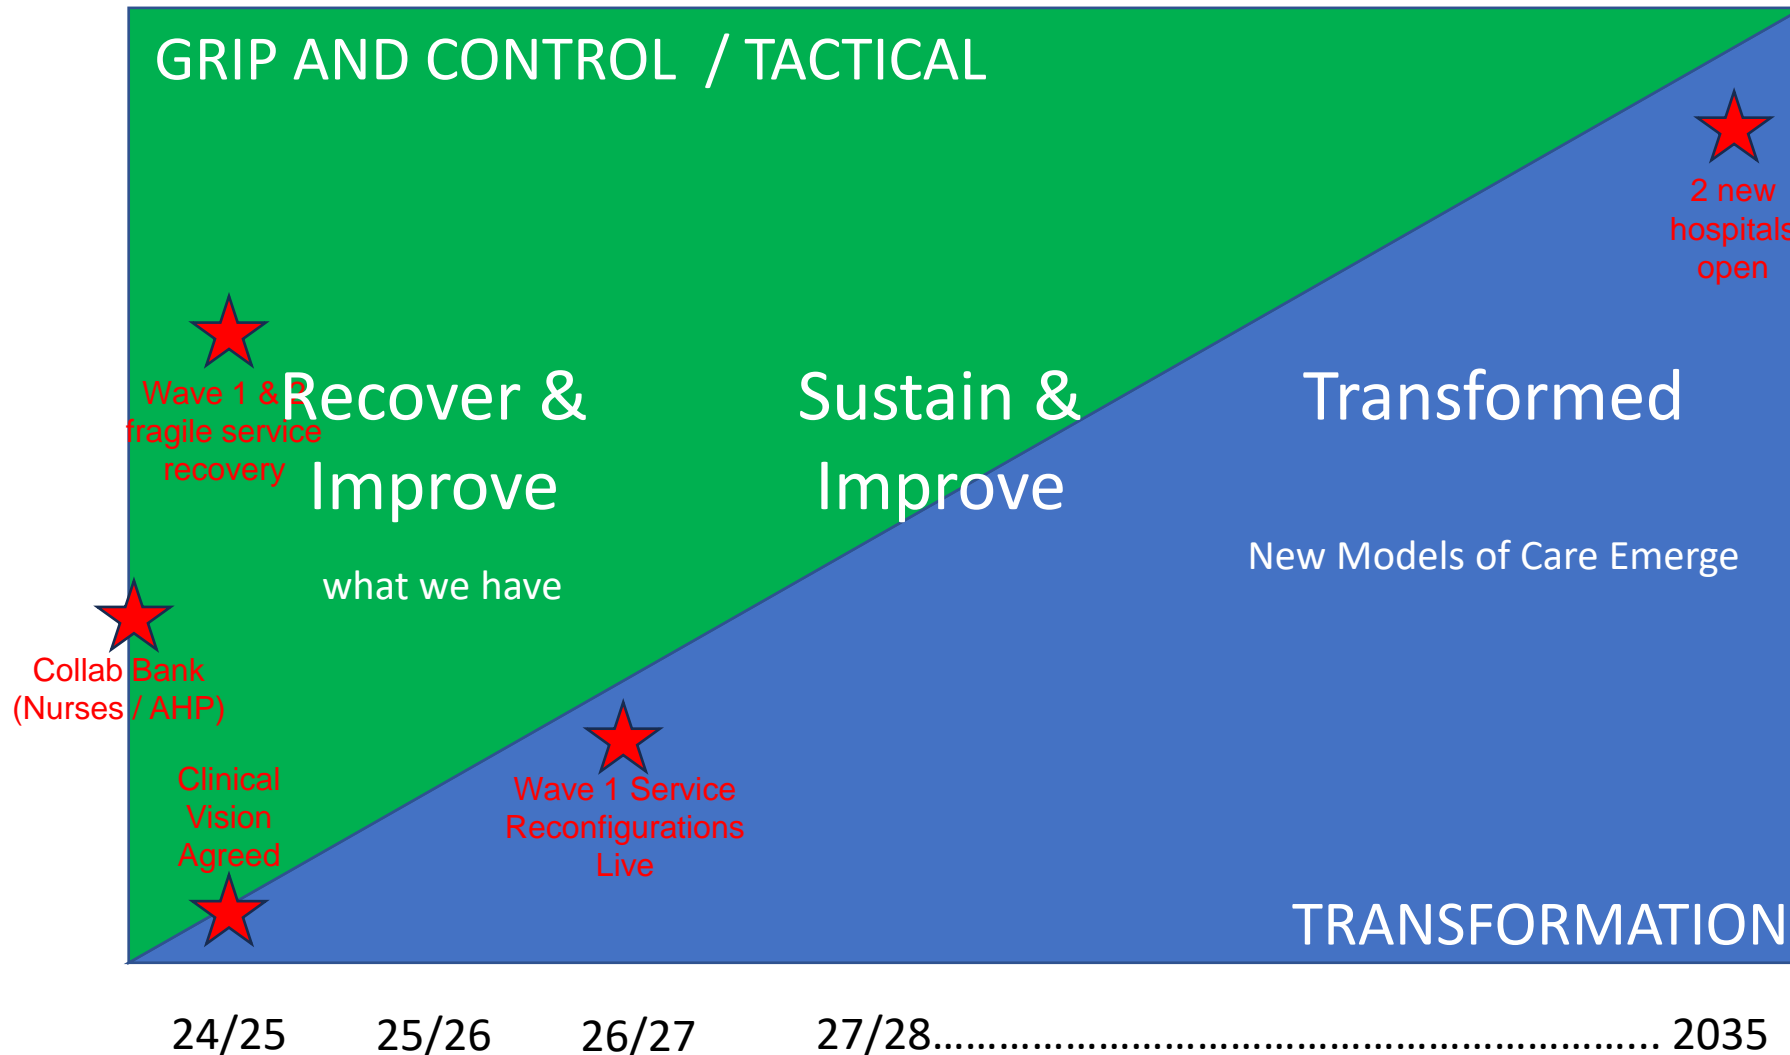 GRIP AND CONTROL / TACTICAL
2 new
hospitals
open
Wave 1 & 2
fragile service
recovery
Recover &
Improve
what we have
Sustain &
Improve
Transformed
New Models of Care Emerge
Collab Bank
(Nurses / AHP)
Clinical
Vision
Agreed
Wave 1 Service
Reconfigurations
Live
TRANSFORMATION
24/25 25/26 26/27 27/28……………………………………………………….. 2035